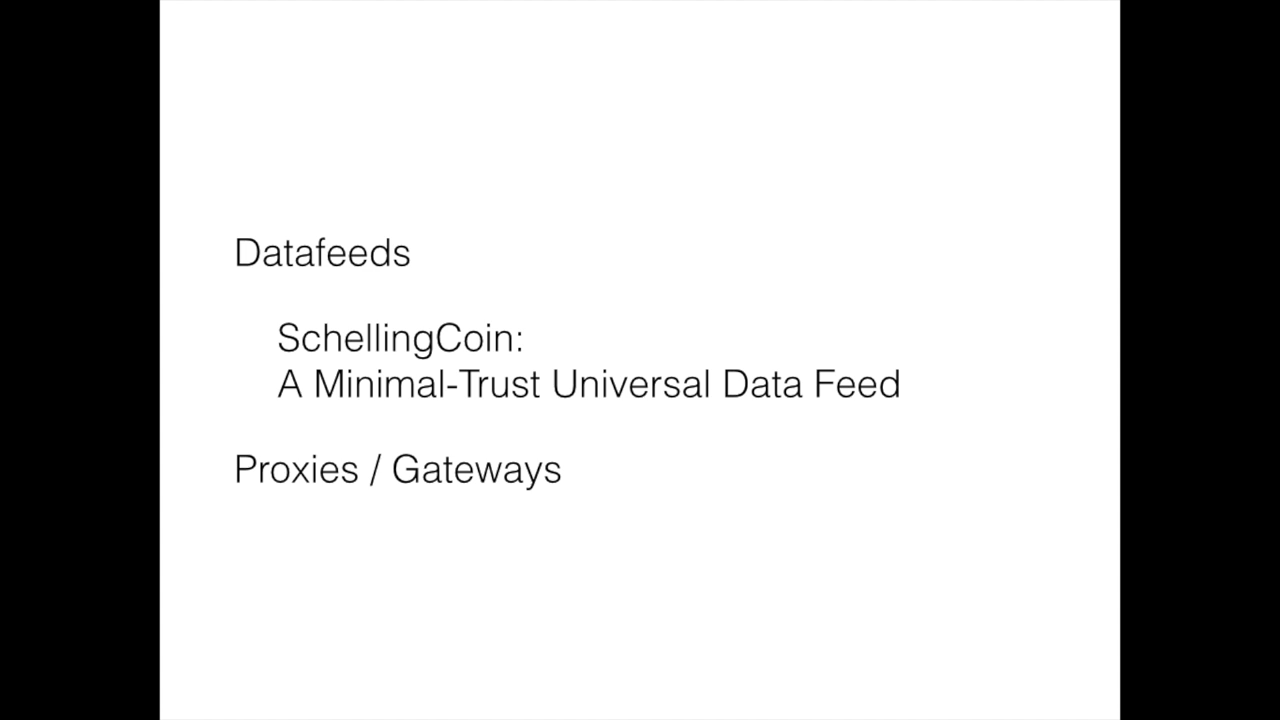 Datafeeds
SchellingCoin:
A Minimal-Trust Universal Data Feed
Proxies / Gateways